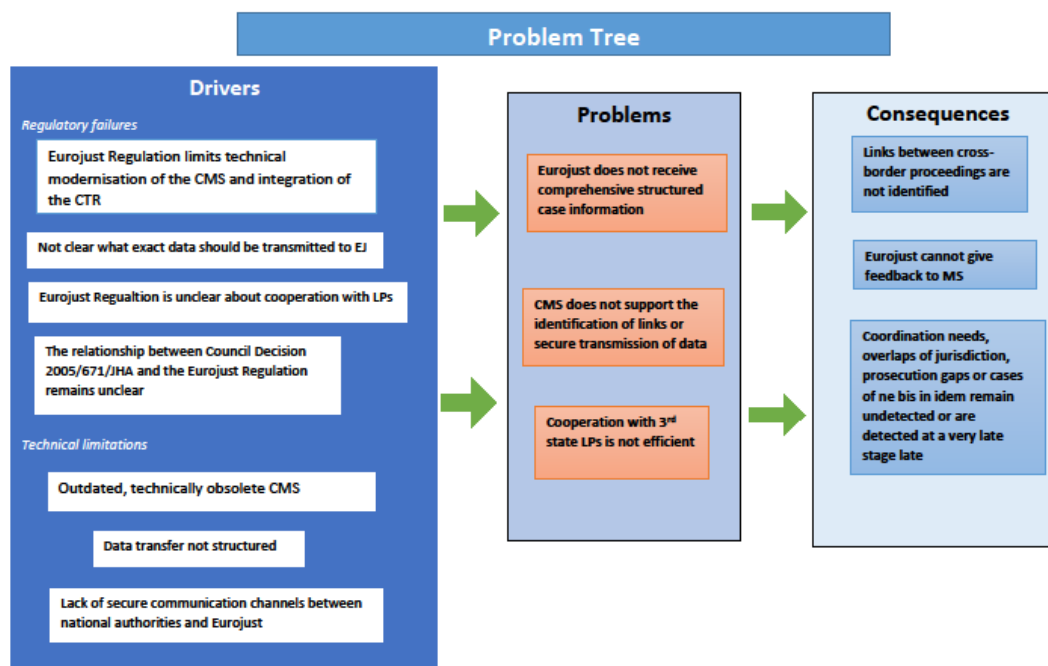 Problem Tree
Drivers
Regulatory failures
Eurojust Regulation limits technical
modernisation of the CMS and integration of
the CTR
Not clear what exact data should be transmitted to EJ
Eurojust Regualtion is unclear about cooperation with LPs
The relationship between Council Decision
2005/671/JHA and the Eurojust Regulation
remains unclear
Technical limitations
Outdated, technically obsolete CMS
Data transfer not structured
Lack of secure communication channels between
national authorities and Eurojust
Problems
Eurojust does not receive
comprehensive structured
case information
CMS does not support the
identification of links or
secure transmission of data
Cooperation with 3rd
state LPs is not efficient
Consequences
Links between cross-
border proceedings are
not identified
Eurojust cannot give
feedback to MS
Coordination needs,
overlaps of jurisdiction,
prosecution gaps or cases
of ne bis in idem remain
undetected or are
detected at a very late
stage late